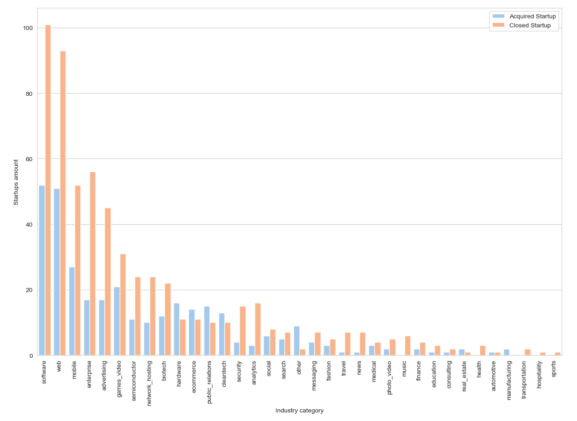 Acquired Startup
Closed Startup
100
80
60
40
20
0
Startups amount
software
web
mobile
enterprise
advertising
games_video
semiconductor
network_hosting
biotech
hardware
ecommerce
public_relations
cleantech
security
analytics
social
search
other
messaging
fashion
travel
news
medical
photo_video
music
finance
education
consulting
real_estate
health
automotive
manufacturing
transportation
hospitality
sports
Industry category